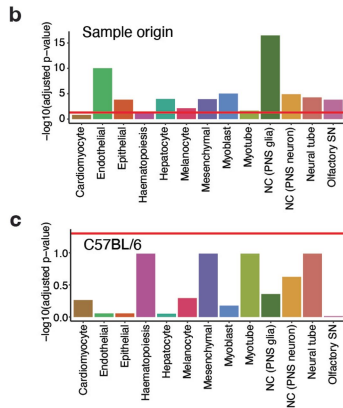 b
Sample origin
−log10(adjusted p-value)
15
10
5
0
Cardiomyocyte
Endothelial
Epithelial
Haematopoiesis
Hepatocyte
Melanocyte
Mesenchymal
Myoblast
Myotube
NC (PNS glia)
NC (PNS neuron)
Neural tube
Olfactory SN
c
C57BL/6
−log10(adjusted p-value)
1.0
0.5
0.0
Cardiomyocyte
Endothelial
Epithelial
Haematopoiesis
Hepatocyte
Melanocyte
Mesenchymal
Myoblast
Myotube
NC (PNS glia)
NC (PNS neuron)
Neural tube
Olfactory SN